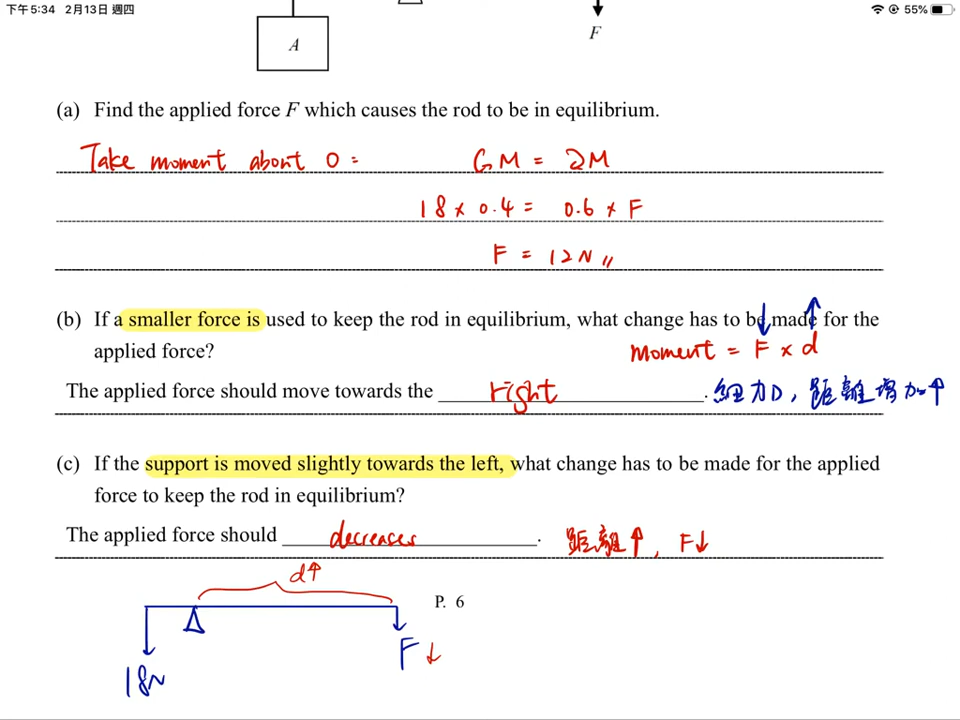 下午5:34 2月13日 週四 55%
A
F
(a) Find the applied force F which causes the rod to be in equilibrium.
Take moment about O : GM = 2M
18 × 0.4 = 0.6 × F
F = 12N //
(b) If a smaller force is used to keep the rod in equilibrium, what change has to be made for the
applied force?
moment = F × d
The applied force should move towards the right. 細力D，距離增加↑
(c) If the support is moved slightly towards the left, what change has to be made for the applied
force to keep the rod in equilibrium?
The applied force should decreases. 距離↑, F↓
d↑
P. 6
F↓
18N